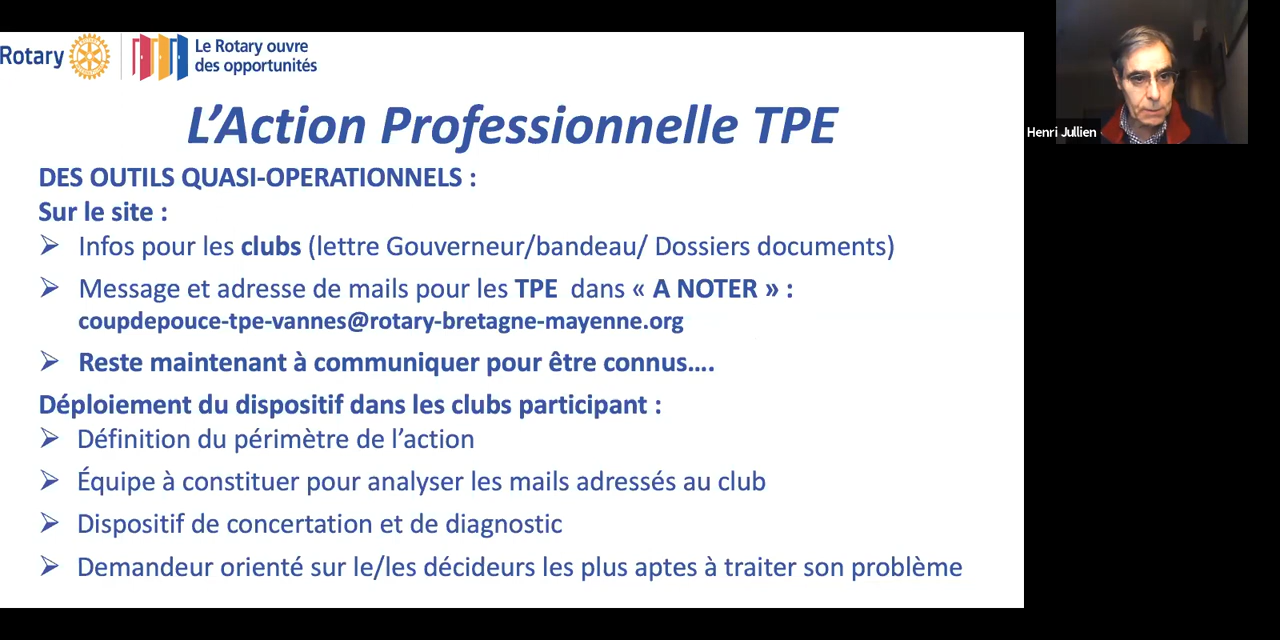 Rotary
Le Rotary ouvre
des opportunités
L'Action Professionnelle TPE
Henri Jullien
DES OUTILS QUASI-OPERATIONNELS :
Sur le site :
➢ Infos pour les clubs (lettre Gouverneur/bandeau/ Dossiers documents)
➢ Message et adresse de mails pour les TPE dans « A NOTER » :
coupdepouce-tpe-vannes@rotary-bretagne-mayenne.org
➢ Reste maintenant à communiquer pour être connus....
Déploiement du dispositif dans les clubs participant :
➢ Définition du périmètre de l'action
➢ Équipe à constituer pour analyser les mails adressés au club
➢ Dispositif de concertation et de diagnostic
➢ Demandeur orienté sur le/les décideurs les plus aptes à traiter son problème